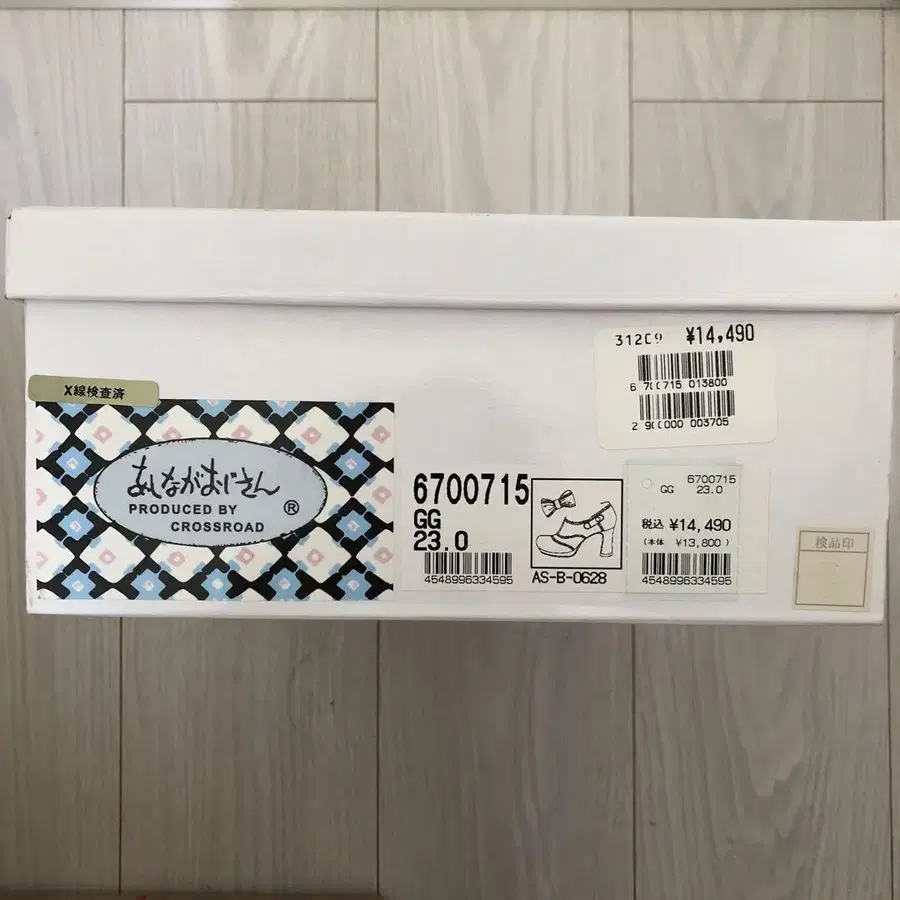 X線検査済
あしながおじさん
PRODUCED BY
CROSSROAD
®
6700715
GG
23.0
4548996334595
AS-B-0628
¥14,490
6700715 013800
2 900000 003705
6700715
GG 23.0
税込 ¥14,490
(本体 ¥13,800)
4548996334595
検品印